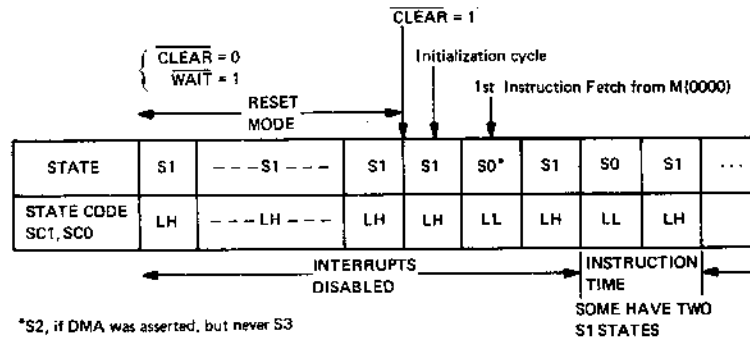 CLEAR = 1
CLEAR = 0
WAIT = 1
Initialization cycle
1st Instruction Fetch from M(0000)
RESET
MODE
STATE S1 – – –S1– – – S1 S1 S0* S1 S0 S1 ...
STATE CODE
SC1, SC0 LH – – –LH – – – LH LH LL LH LL LH
INTERRUPTS
DISABLED
INSTRUCTION
TIME
SOME HAVE TWO
S1 STATES
*S2, if DMA was asserted, but never S3